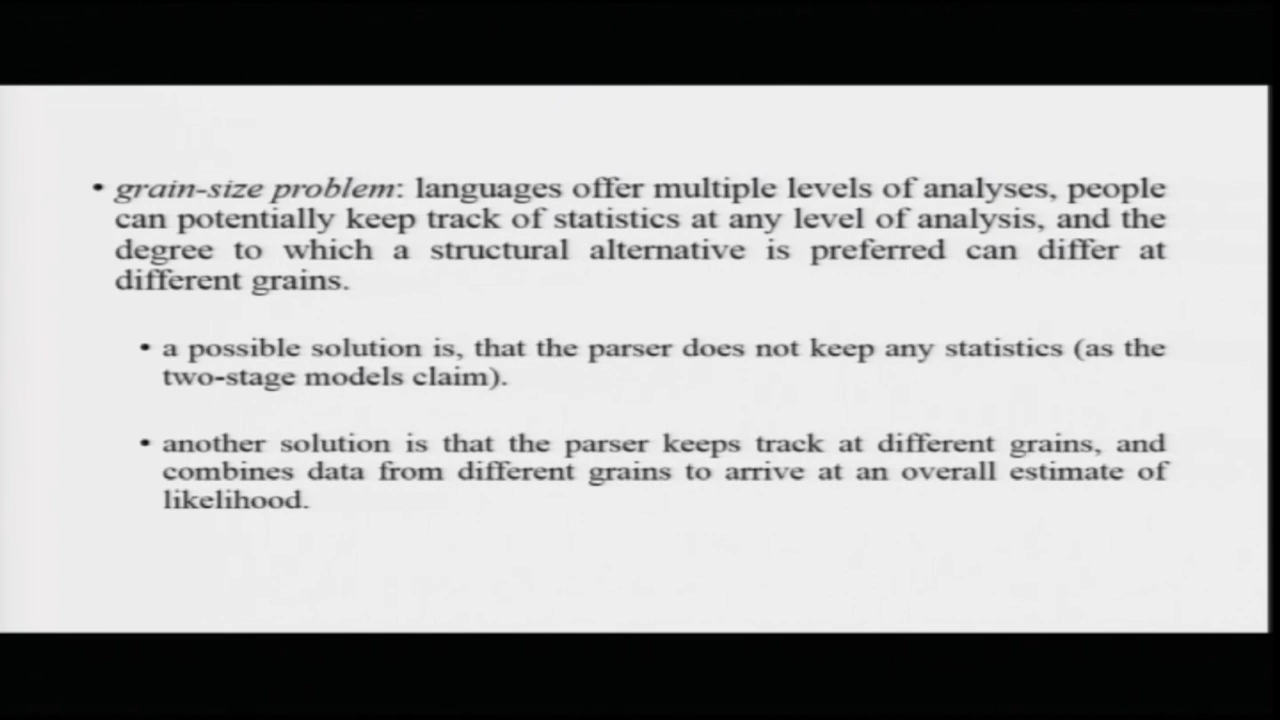 • grain-size problem: languages offer multiple levels of analyses, people
can potentially keep track of statistics at any level of analysis, and the
degree to which a structural alternative is preferred can differ at
different grains.
• a possible solution is, that the parser does not keep any statistics (as the
two-stage models claim).
• another solution is that the parser keeps track at different grains, and
combines data from different grains to arrive at an overall estimate of
likelihood.